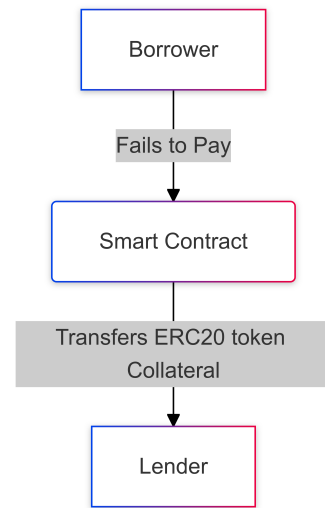 Borrower
Fails to Pay
Smart Contract
Transfers ERC20 token
Collateral
Lender